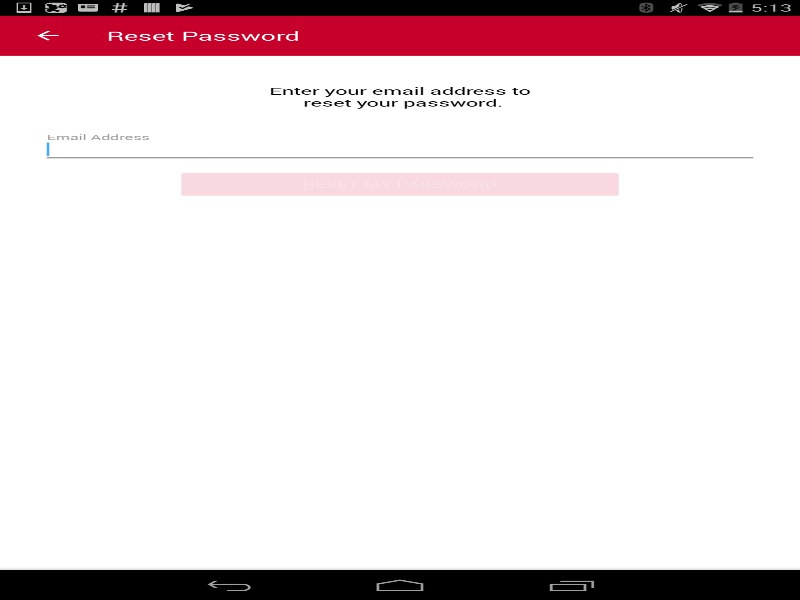 5:13
Reset Password
Enter your email address to
reset your password.
Email Address
RESET MY PASSWORD